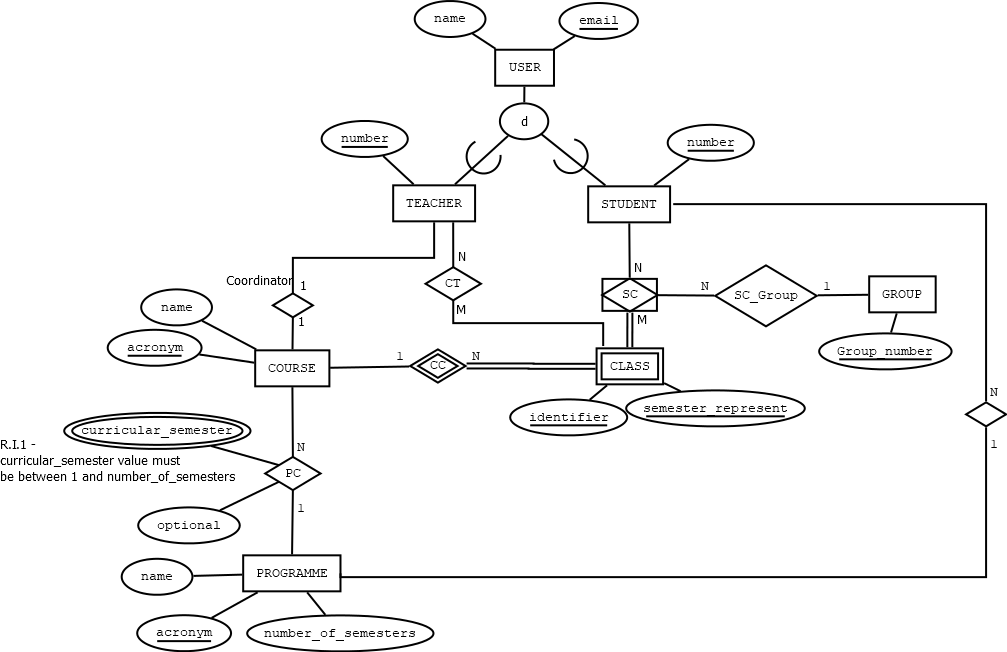 name
email
USER
d
number
number
TEACHER
STUDENT
Coordinator
1
N
CT
M
N
SC
M
N
SC_Group
1
GROUP
Group_number
name
acronym
1
COURSE
1
CC
N
CLASS
identifier
semester_represent
N
1
curricular_semester
R.I.1 -
curricular_semester value must
be between 1 and number_of_semesters
N
PC
1
optional
name
PROGRAMME
acronym
number_of_semesters